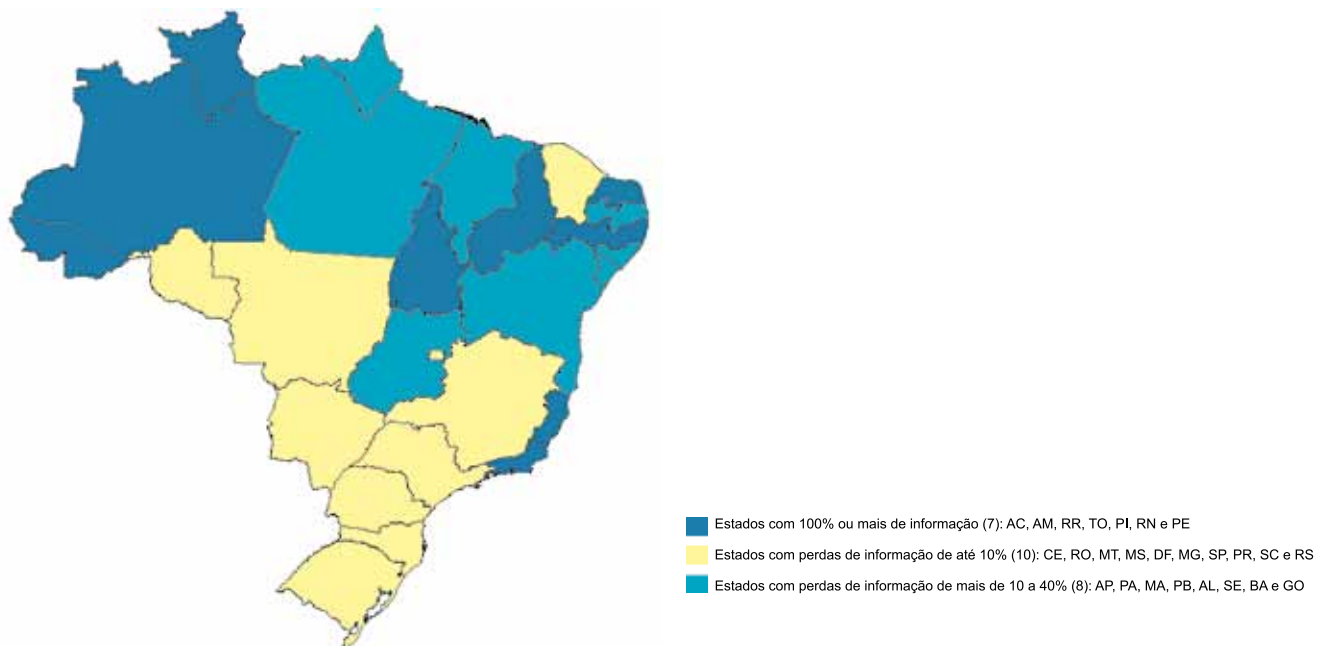 Estados com 100% ou mais de informação (7): AC, AM, RR, TO, PI, RN e PE
Estados com perdas de informação de até 10% (10): CE, RO, MT, MS, DF, MG, SP, PR, SC e RS
Estados com perdas de informação de mais de 10 a 40% (8): AP, PA, MA, PB, AL, SE, BA e GO